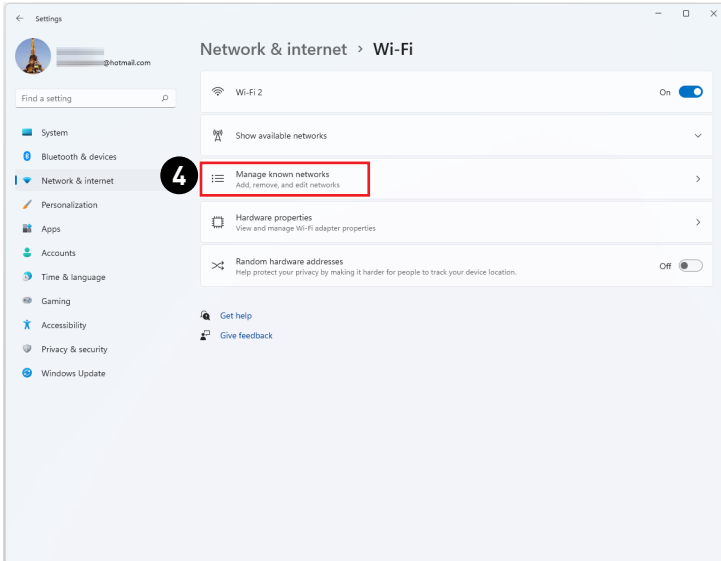 Settings
@hotmail.com
Find a setting
System
Bluetooth & devices
Network & internet
Personalization
Apps
Accounts
Time & language
Gaming
Accessibility
Privacy & security
Windows Update
Network & internet > Wi-Fi
Wi-Fi 2
On
Show available networks
4
Manage known networks
Add, remove, and edit networks
Hardware properties
View and manage Wi-Fi adapter properties
Random hardware addresses
Help protect your privacy by making it harder for people to track your device location.
Off
Get help
Give feedback